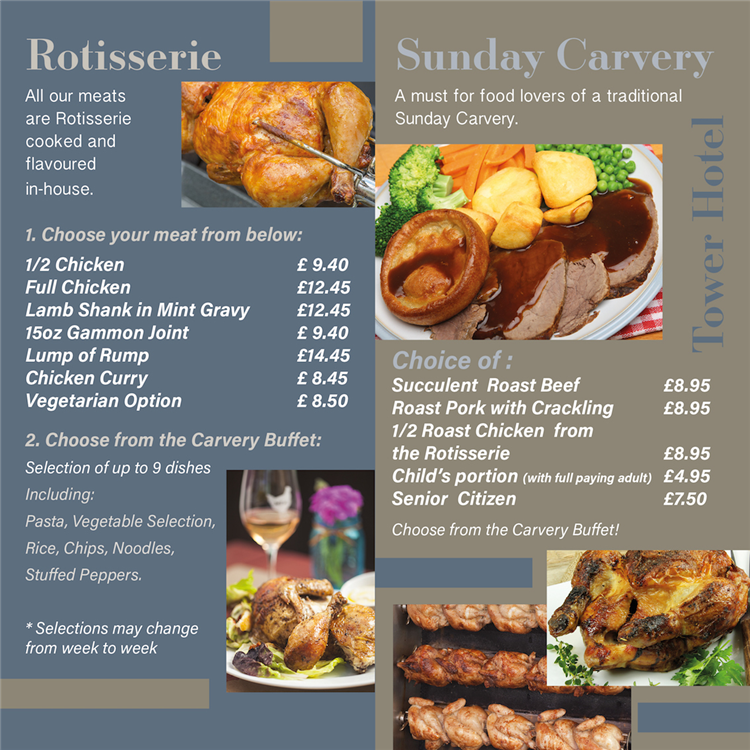 Rotisserie
All our meats
are Rotisserie
cooked and
flavoured
in-house.
1. Choose your meat from below:
1/2 Chicken £ 9.40
Full Chicken £12.45
Lamb Shank in Mint Gravy £12.45
15oz Gammon Joint £ 9.40
Lump of Rump £14.45
Chicken Curry £ 8.45
Vegetarian Option £ 8.50
2. Choose from the Carvery Buffet:
Selection of up to 9 dishes
Including:
Pasta, Vegetable Selection,
Rice, Chips, Noodles,
Stuffed Peppers.
* Selections may change
from week to week
Sunday Carvery
A must for food lovers of a traditional
Sunday Carvery.
Tower Hotel
Choice of :
Succulent Roast Beef £8.95
Roast Pork with Crackling £8.95
1/2 Roast Chicken from
the Rotisserie £8.95
Child's portion (with full paying adult) £4.95
Senior Citizen £7.50
Choose from the Carvery Buffet!